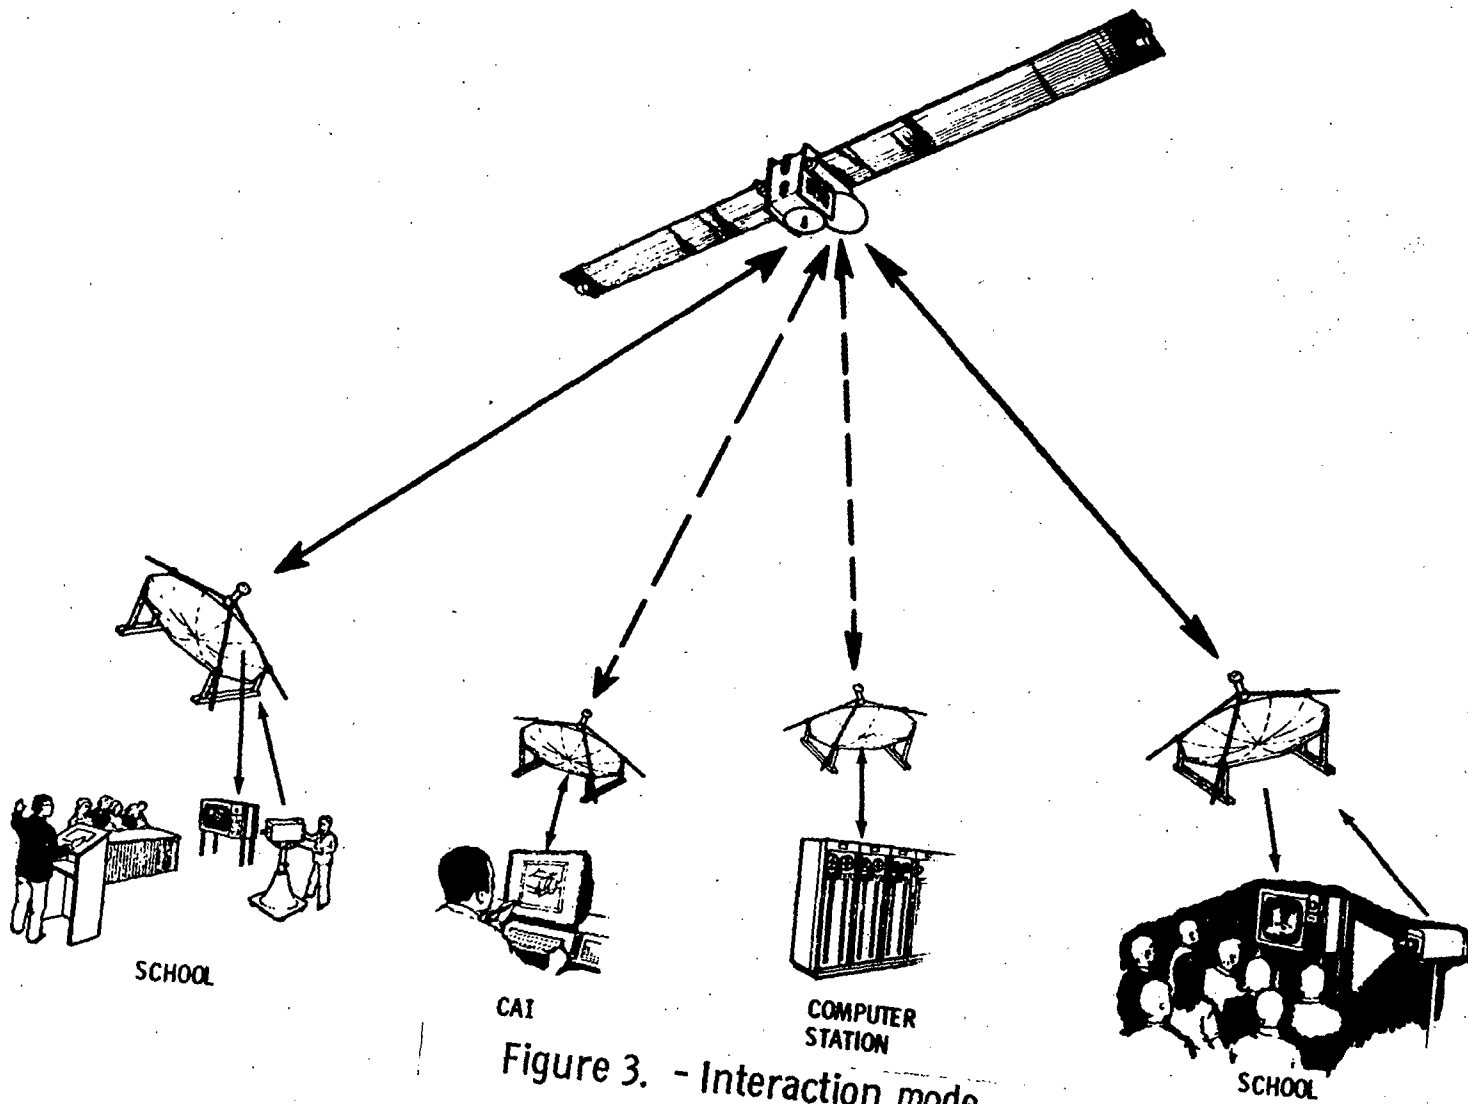 SCHOOL
CAI
COMPUTER
STATION
SCHOOL
Figure 3. - Interaction mode